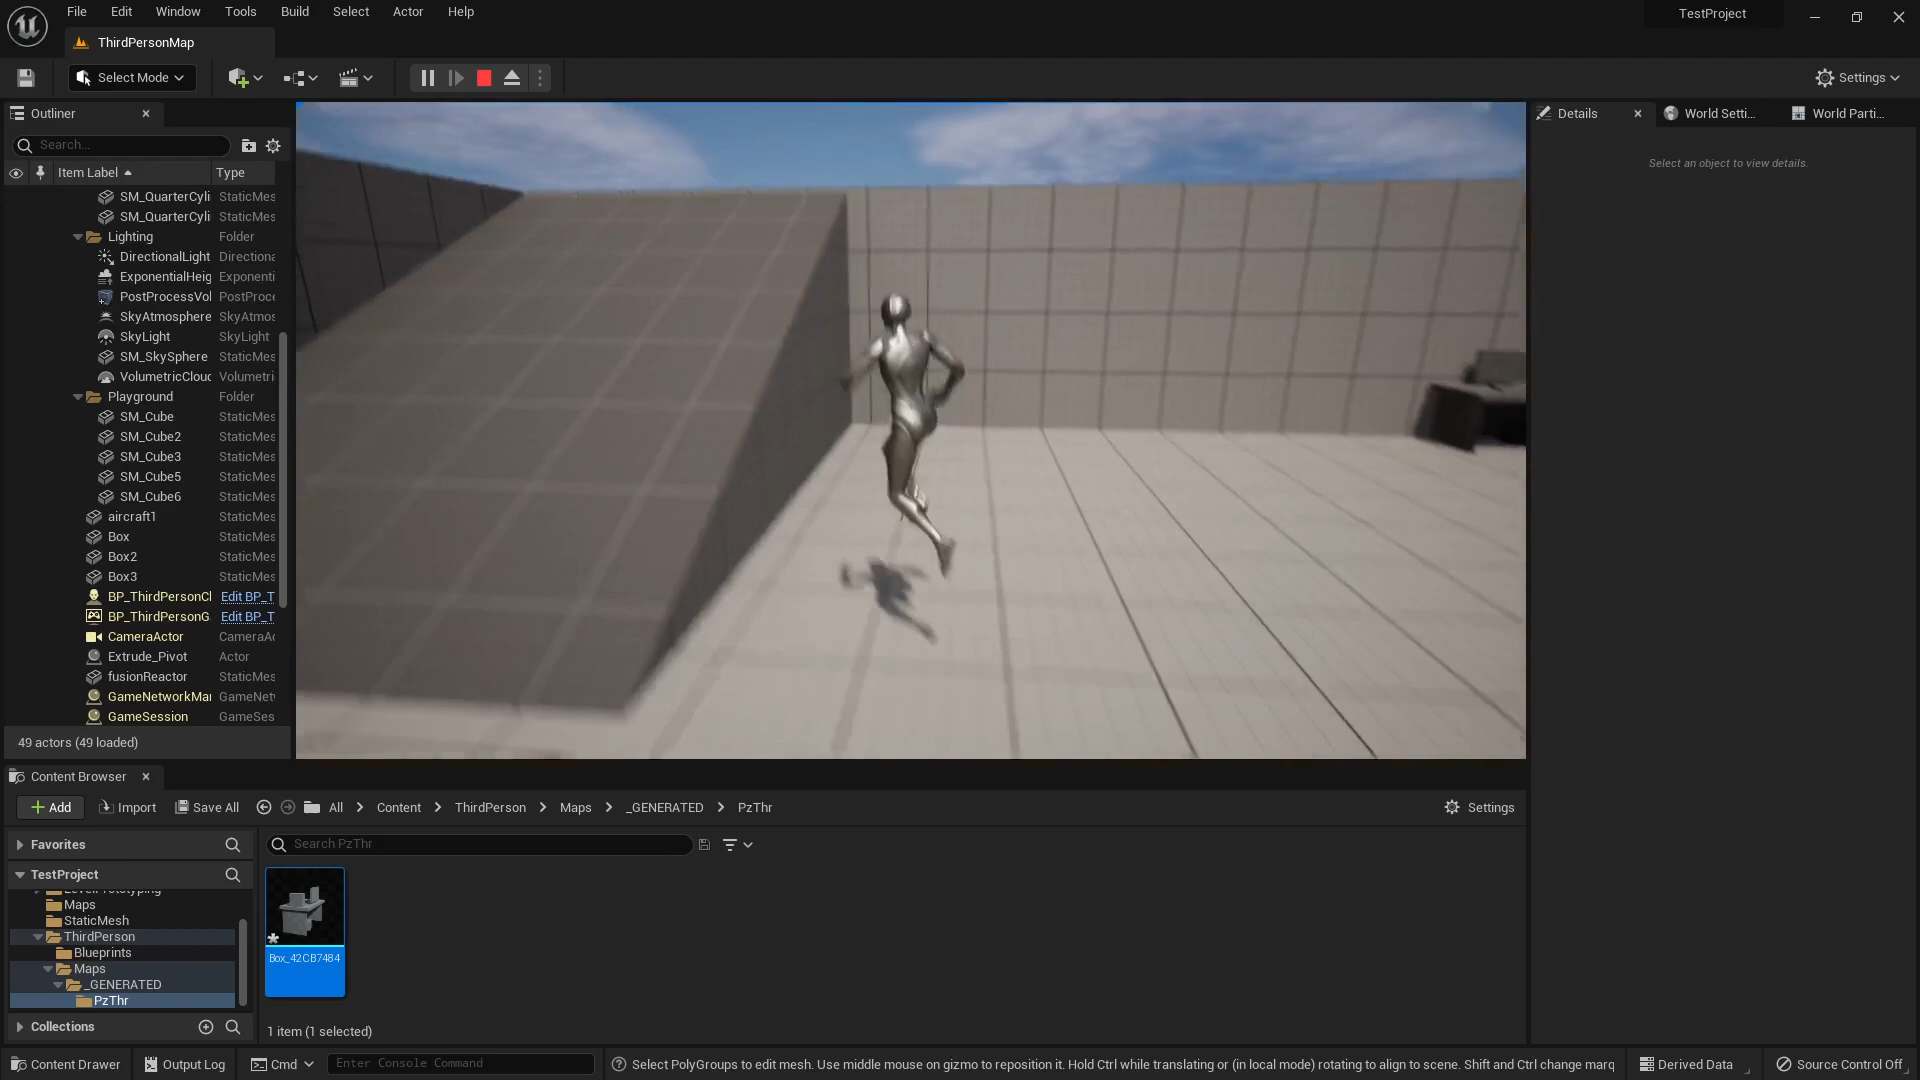 File Edit Window Tools Build Select Actor Help
TestProject
ThirdPersonMap
Select Mode
Settings
Outliner
Search...
Item Label Type
SM_QuarterCyli StaticMes
SM_QuarterCyli StaticMes
Lighting Folder
DirectionalLight Directiona
ExponentialHeig Exponenti
PostProcessVol PostProce
SkyAtmosphere SkyAtmos
SkyLight SkyLight
SM_SkySphere StaticMes
VolumetricClouc Volumetri
Playground Folder
SM_Cube StaticMes
SM_Cube2 StaticMes
SM_Cube3 StaticMes
SM_Cube5 StaticMes
SM_Cube6 StaticMes
aircraft1 StaticMes
Box StaticMes
Box2 StaticMes
Box3 StaticMes
BP_ThirdPersonCl Edit BP_T
BP_ThirdPersonG Edit BP_T
CameraActor CameraAc
Extrude_Pivot Actor
fusionReactor StaticMes
GameNetworkMar GameNetv
GameSession GameSes
49 actors (49 loaded)
Details World Setti... World Parti...
Select an object to view details.
Content Browser
Add Import Save All All Content ThirdPerson Maps _GENERATED PzThr Settings
Favorites
Search PzThr
TestProject
LevelPrototyping
Maps
StaticMesh
ThirdPerson
Blueprints
Maps
_GENERATED
PzThr
Collections
Box_42CB7484
1 item (1 selected)
Content Drawer Output Log Cmd Enter Console Command Select PolyGroups to edit mesh. Use middle mouse on gizmo to reposition it. Hold Ctrl while translating or (in local mode) rotating to align to scene. Shift and Ctrl change marq Derived Data Source Control Off